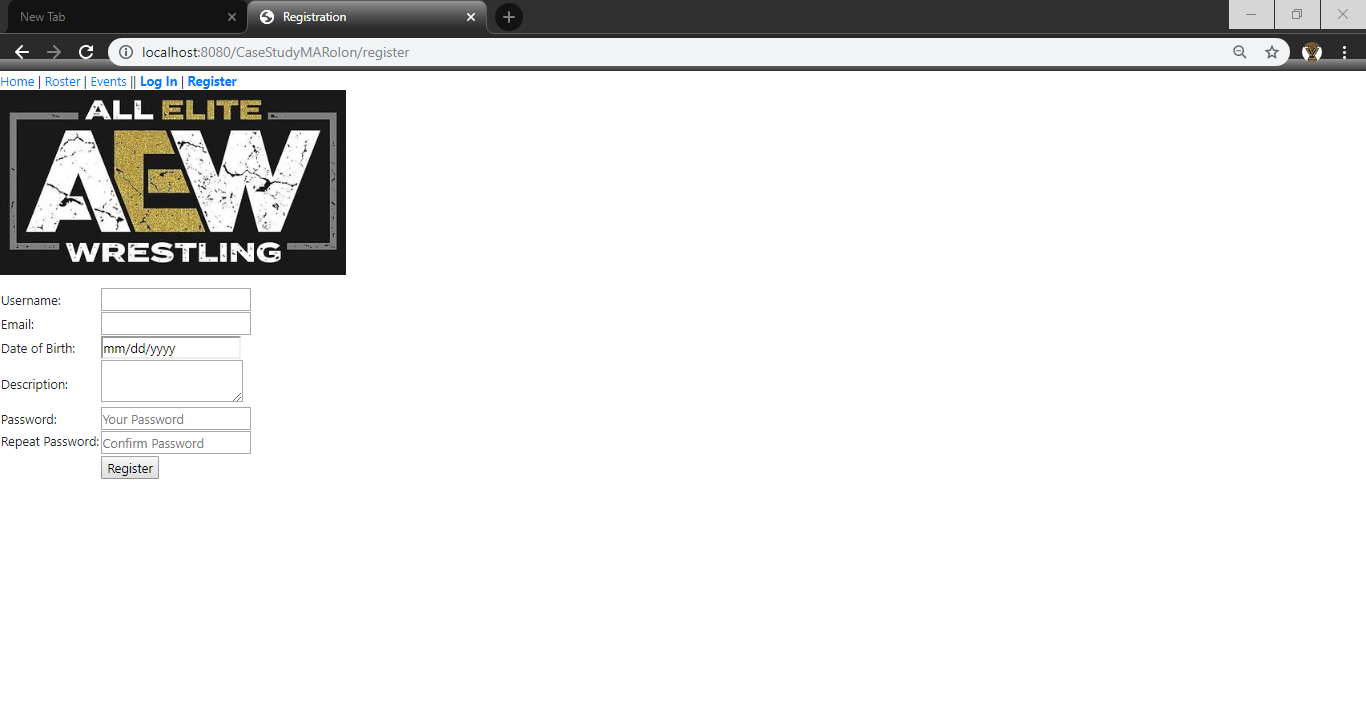 New Tab
Registration
localhost:8080/CaseStudyMARolon/register
Home | Roster | Events || Log In | Register
ALL ELITE
AEW
WRESTLING
Username:
Email:
Date of Birth: mm/dd/yyyy
Description:
Password: Your Password
Repeat Password: Confirm Password
Register